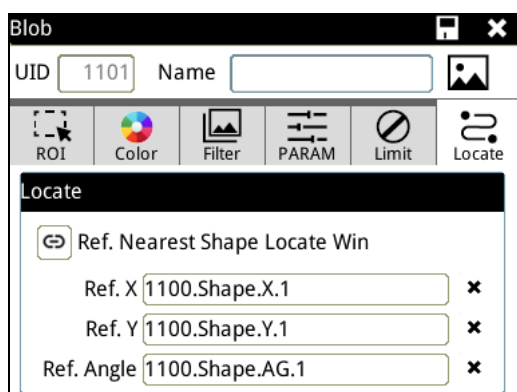 Blob
UID 1101 Name
ROI Color Filter PARAM Limit Locate
Locate
Ref. Nearest Shape Locate Win
Ref. X 1100.Shape.X.1
Ref. Y 1100.Shape.Y.1
Ref. Angle 1100.Shape.AG.1